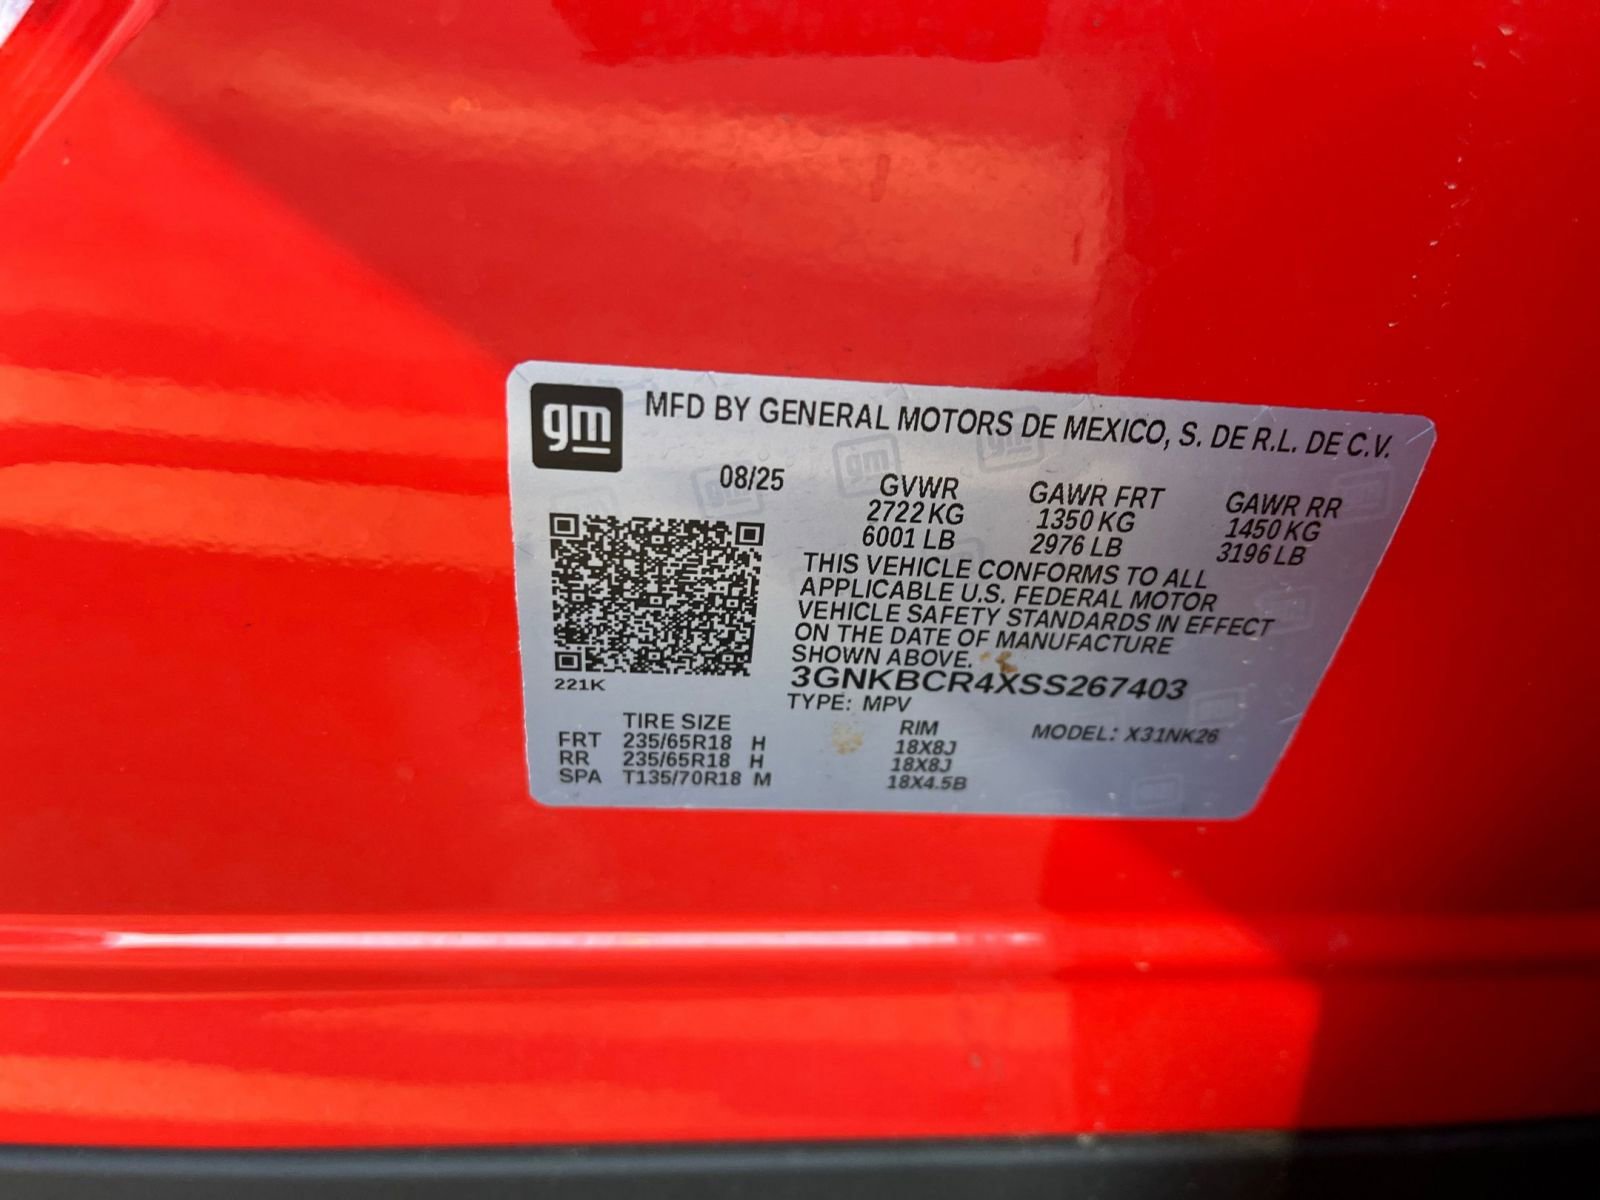 gm MFD BY GENERAL MOTORS DE MEXICO, S. DE R.L. DE C.V.
08/25 GVWR GAWR FRT GAWR RR
2722 KG 1350 KG 1450 KG
6001 LB 2976 LB 3196 LB
THIS VEHICLE CONFORMS TO ALL
APPLICABLE U.S. FEDERAL MOTOR
VEHICLE SAFETY STANDARDS IN EFFECT
ON THE DATE OF MANUFACTURE
SHOWN ABOVE.
221K 3GNKBCR4XSS267403
TYPE: MPV
TIRE SIZE RIM MODEL: X31NK26
FRT 235/65R18 H 18X8J
RR 235/65R18 H 18X8J
SPA T135/70R18 M 18X4.5B